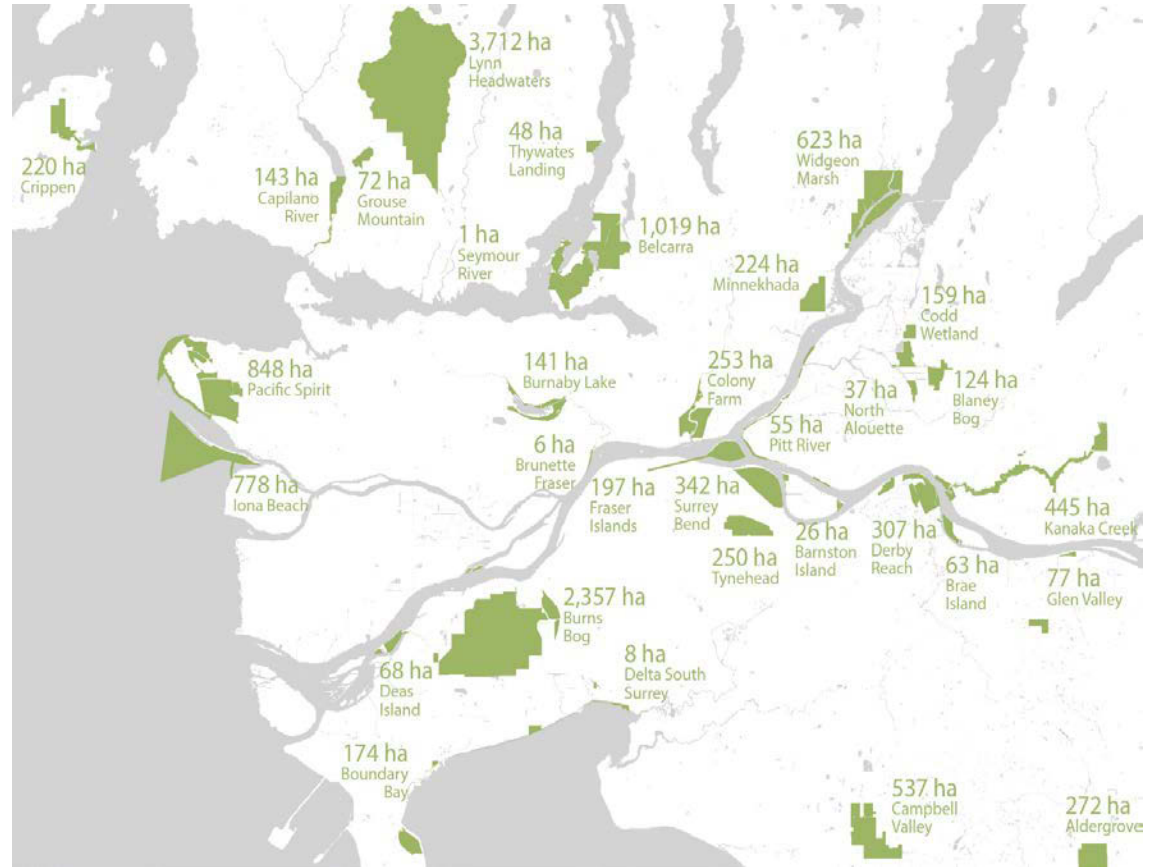 3,712 ha
Lynn
Headwaters
220 ha
Crippen
143 ha
Capilano
River
72 ha
Grouse
Mountain
48 ha
Thywates
Landing
623 ha
Widgeon
Marsh
1 ha
Seymour
River
1,019 ha
Belcarra
224 ha
Minnekhada
159 ha
Codd
Wetland
848 ha
Pacific Spirit
141 ha
Burnaby Lake
253 ha
Colony
Farm
37 ha
North
Alouette
124 ha
Blaney
Bog
778 ha
Iona Beach
6 ha
Brunette
Fraser
197 ha
Fraser
Islands
342 ha
Surrey
Bend
55 ha
Pitt River
250 ha
Tynehead
26 ha
Barnston
Island
307 ha
Derby
Reach
63 ha
Brae
Island
445 ha
Kanaka Creek
77 ha
Glen Valley
2,357 ha
Burns
Bog
68 ha
Deas
Island
8 ha
Delta South
Surrey
174 ha
Boundary
Bay
537 ha
Campbell
Valley
272 ha
Aldergrove